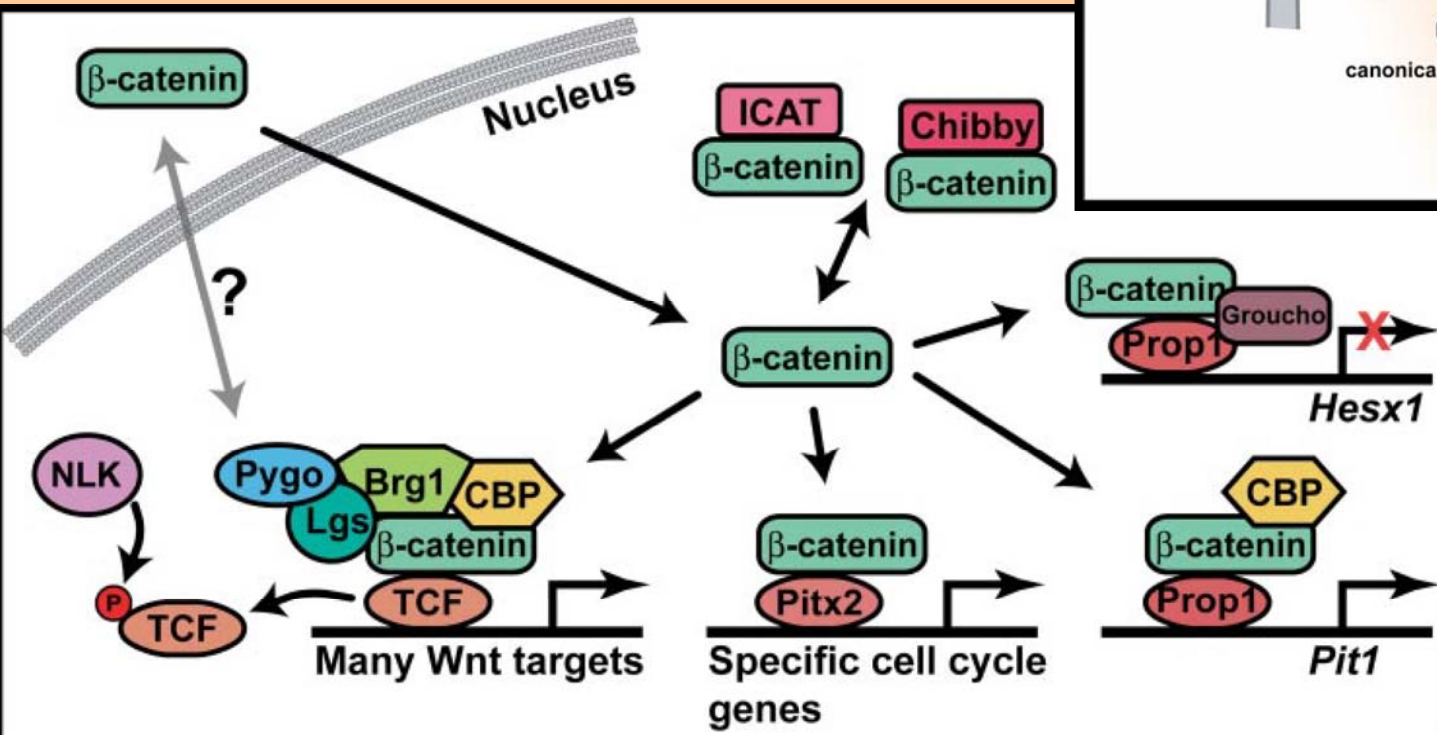 β-catenin
Nucleus
ICAT
β-catenin
Chibby
β-catenin
?
β-catenin
β-catenin
Groucho
Prop1
X
Hesx1
NLK
Pygo
Brg1
CBP
Lgs
β-catenin
TCF
P
TCF
Many Wnt targets
β-catenin
Pitx2
Specific cell cycle
genes
CBP
β-catenin
Prop1
Pit1